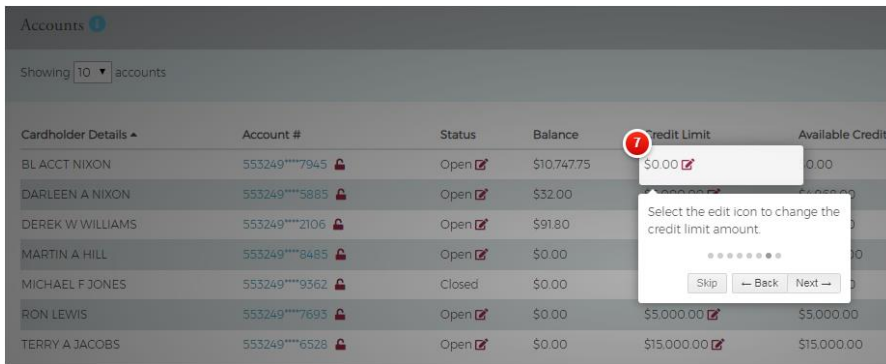 Accounts i
Showing 10 accounts
Cardholder Details Account # Status Balance Credit Limit Available Credit
7
BL ACCT NIXON 553249****7945 Open $10,747.75 $0.00 0.00
DARLEEN A NIXON 553249****5885 Open $32.00
DEREK W WILLIAMS 553249****2106 Open $91.80
MARTIN A HILL 553249****8485 Open $0.00
MICHAEL F JONES 553249****9362 Closed $0.00
RON LEWIS 553249****7693 Open $0.00 $5,000.00 $5,000.00
TERRY A JACOBS 553249****6528 Open $0.00 $15,000.00 $15,000.00
Select the edit icon to change the
credit limit amount.
Skip ← Back Next →